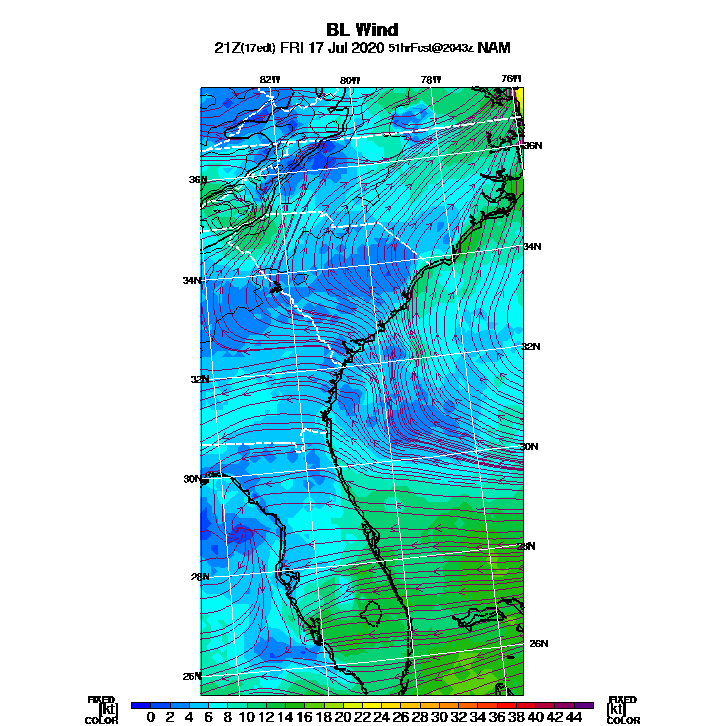 BL Wind
21Z(17edt) FRI 17 Jul 2020 51hrFcst@2043z NAM
82W 80W 78W 76W
36N
36N
34N
34N
32N
32N
30N
30N
28N
28N
26N
26N
FIXED FIXED
[kt] 0 2 4 6 8 10 12 14 16 18 20 22 24 26 28 30 32 34 36 38 40 42 44 [kt]
COLOR COLOR